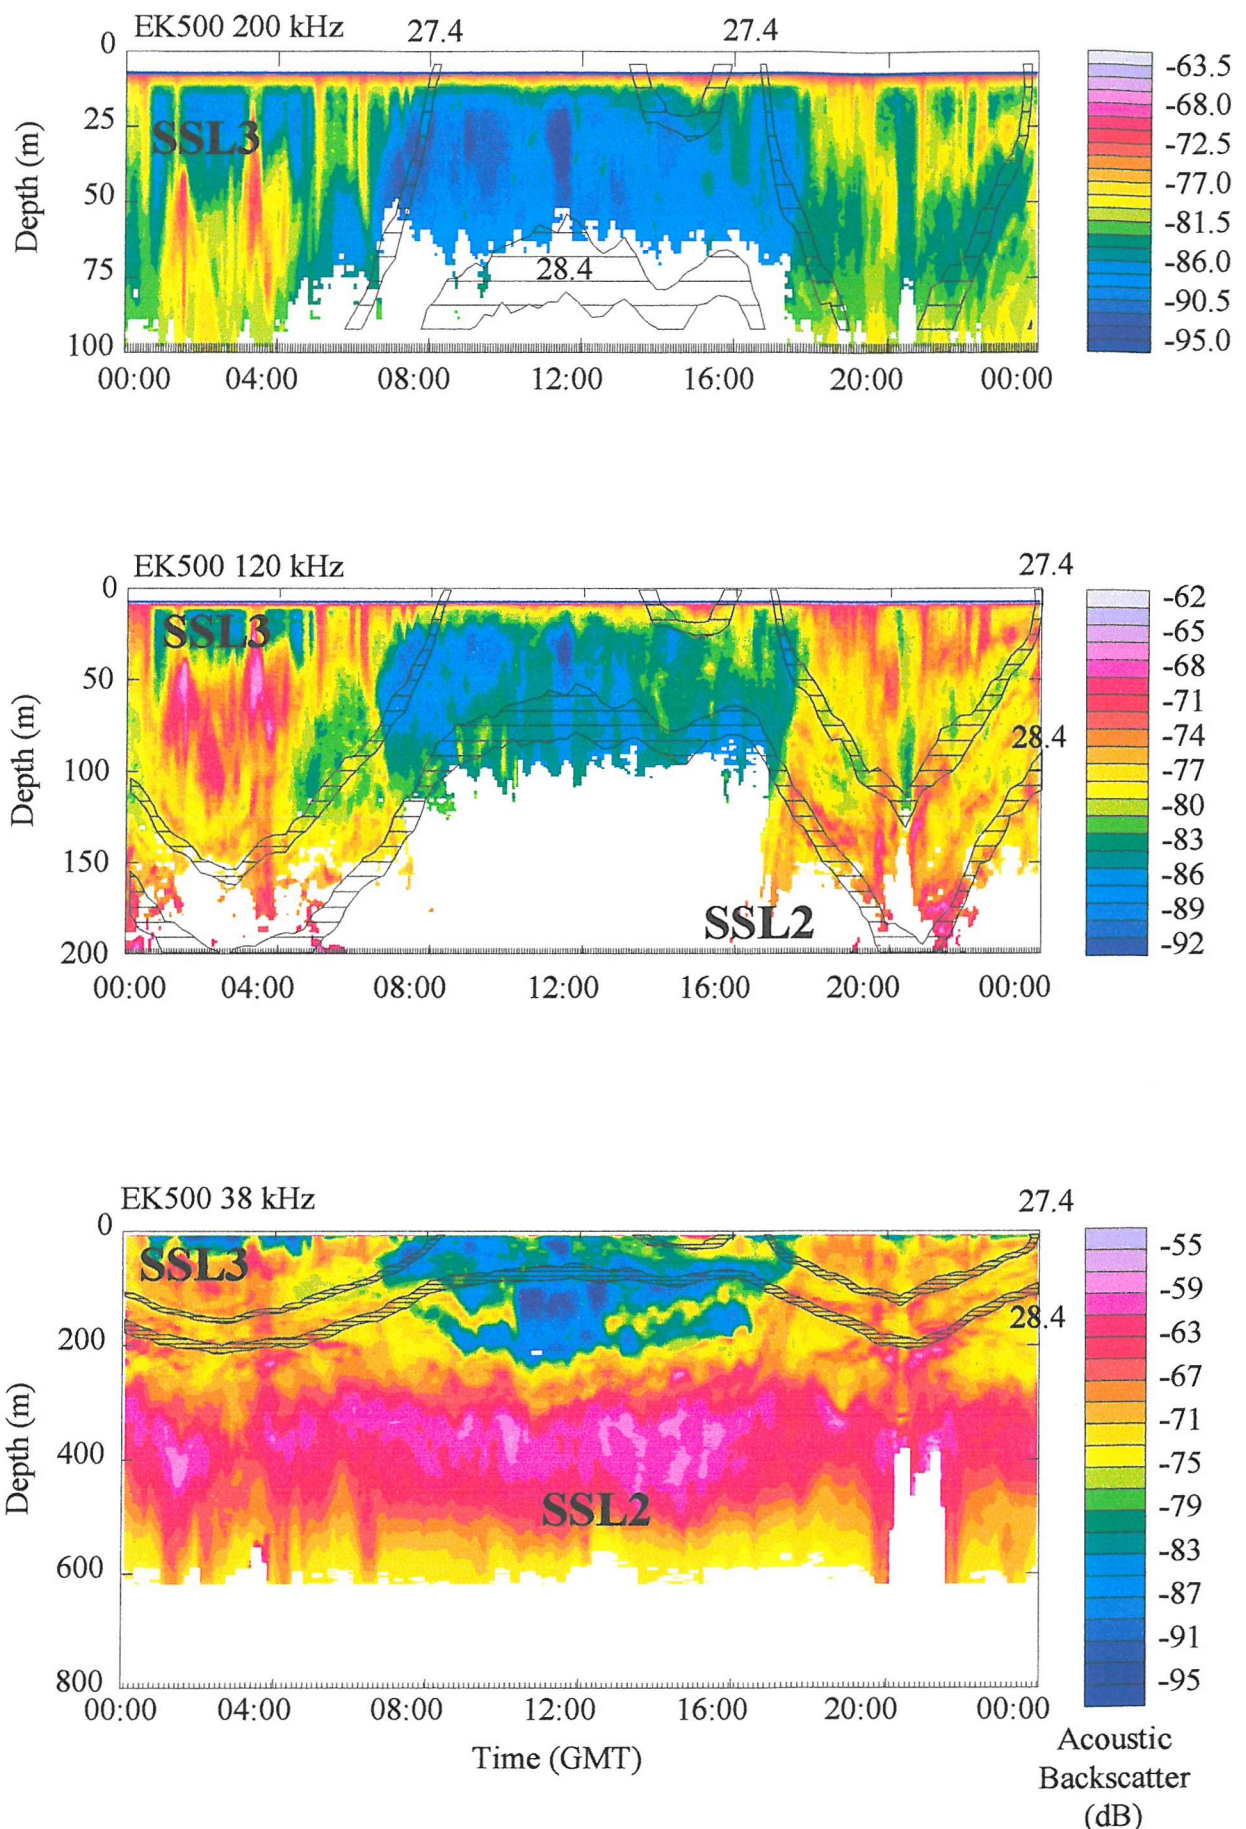 EK500 200 kHz
27.4
27.4
0
25
50
75
100
Depth (m)
SSL3
28.4
00:00 04:00 08:00 12:00 16:00 20:00 00:00
-63.5
-68.0
-72.5
-77.0
-81.5
-86.0
-90.5
-95.0
EK500 120 kHz
27.4
0
50
100
150
200
Depth (m)
SSL3
28.4
SSL2
00:00 04:00 08:00 12:00 16:00 20:00 00:00
-62
-65
-68
-71
-74
-77
-80
-83
-86
-89
-92
EK500 38 kHz
27.4
0
200
400
600
800
Depth (m)
SSL3
28.4
SSL2
00:00 04:00 08:00 12:00 16:00 20:00 00:00
Time (GMT)
-55
-59
-63
-67
-71
-75
-79
-83
-87
-91
-95
Acoustic
Backscatter
(dB)